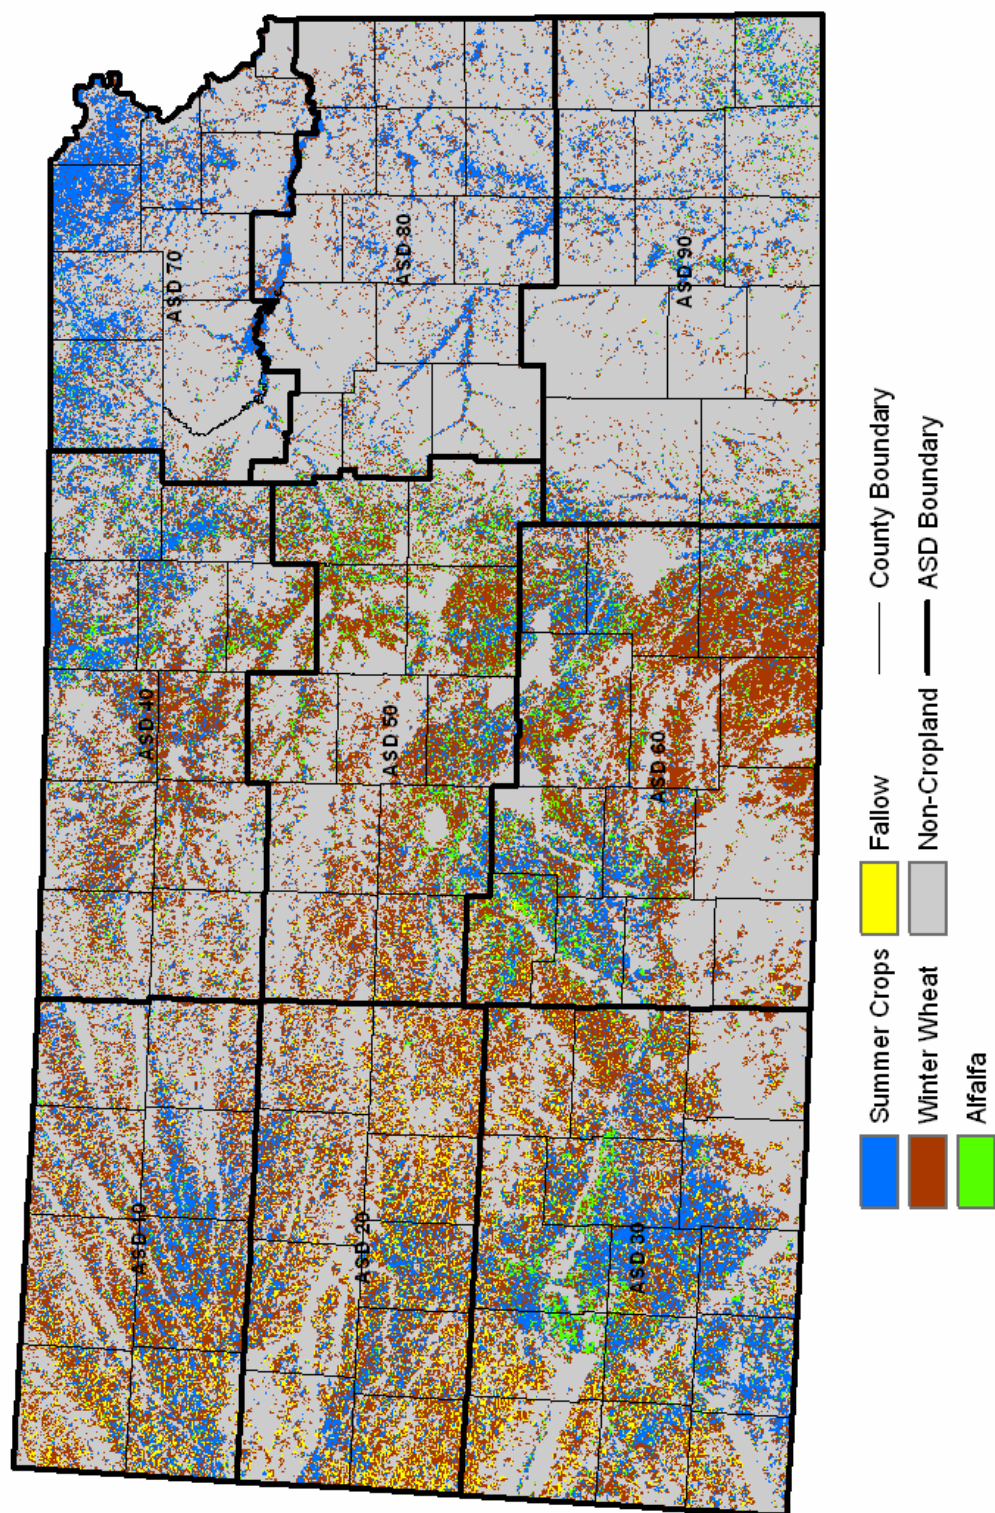 ASD 10
ASD 40
ASD 70
ASD 20
ASD 50
ASD 80
ASD 30
ASD 60
ASD 90
Summer Crops
Fallow
County Boundary
Winter Wheat
Non-Cropland
ASD Boundary
Alfalfa